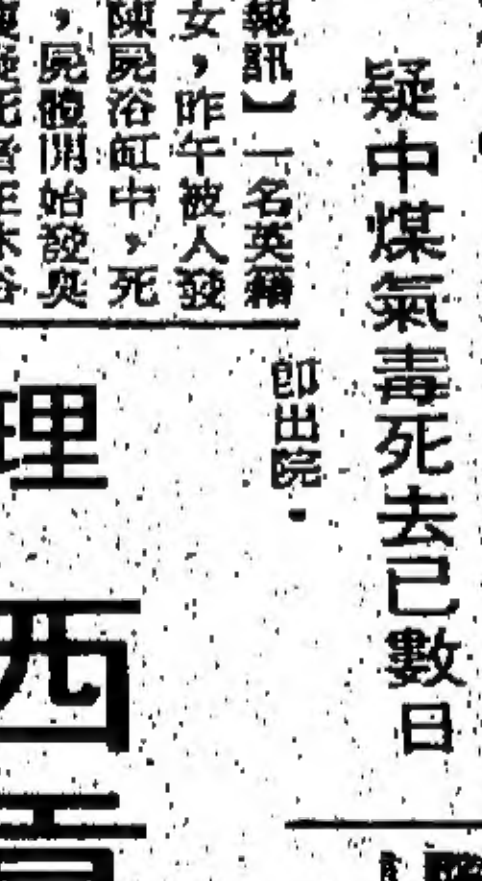 疑中煤氣毒死去已數日
報訊】一名英籍
女，昨午被人發
陳屍浴缸中，死
，屍體開始發臭
即出院．
理西